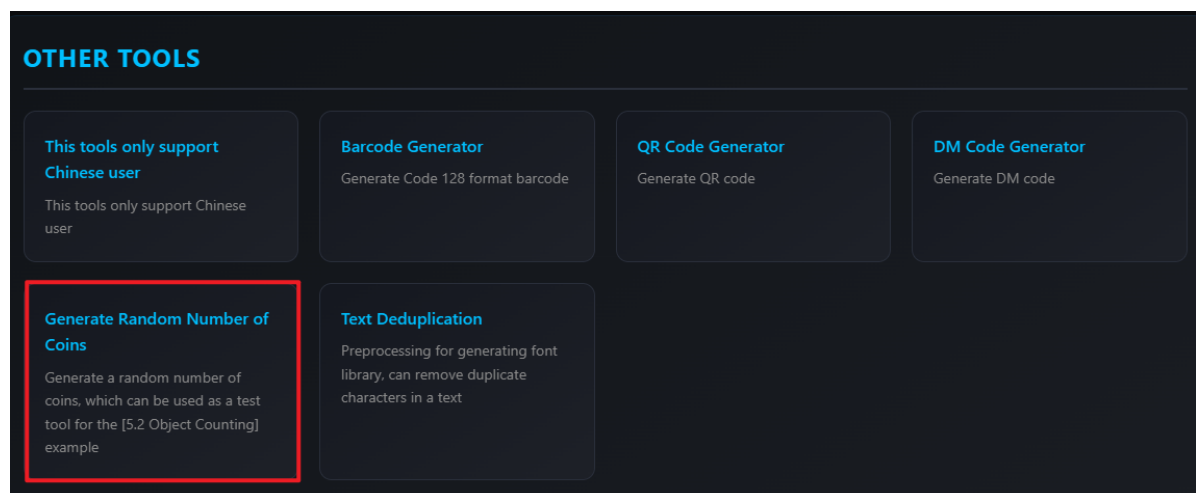 OTHER TOOLS
This tools only support
Chinese user
This tools only support Chinese
user
Barcode Generator
Generate Code 128 format barcode
QR Code Generator
Generate QR code
DM Code Generator
Generate DM code
Generate Random Number of
Coins
Generate a random number of
coins, which can be used as a test
tool for the [5.2 Object Counting]
example
Text Deduplication
Preprocessing for generating font
library, can remove duplicate
characters in a text